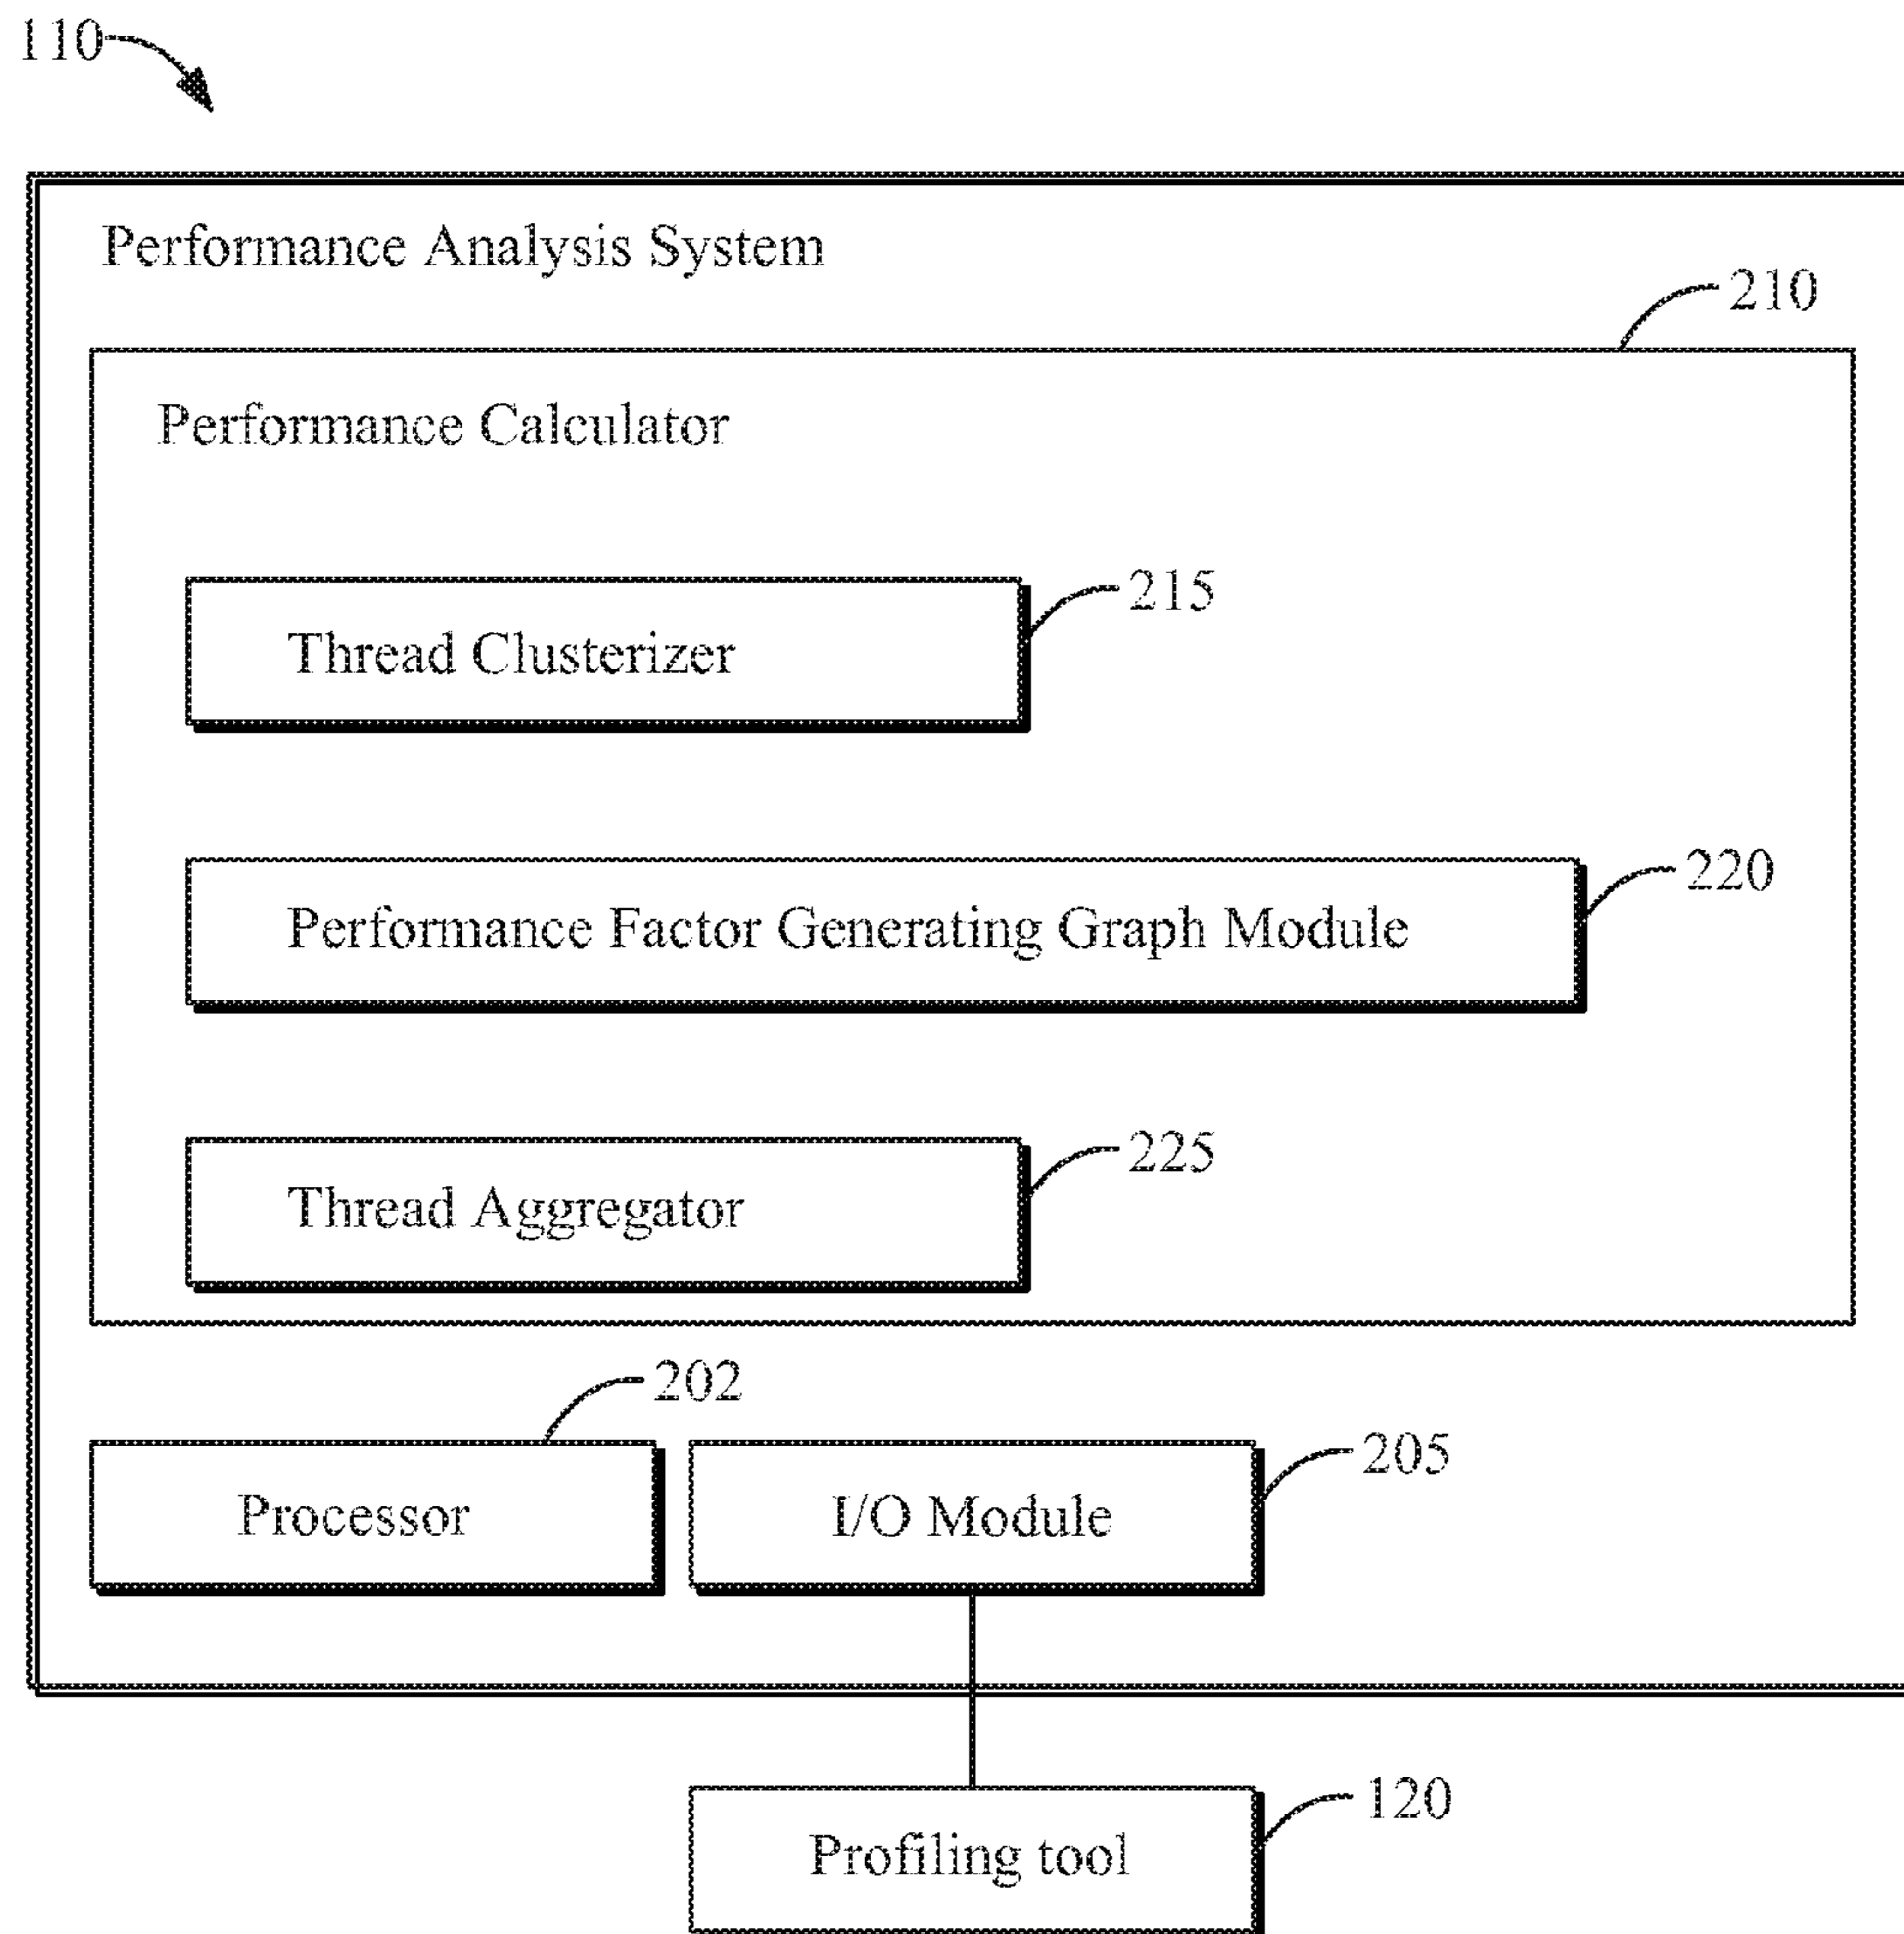 110
Performance Analysis System
210
Performance Calculator
215
Thread Clusterizer
220
Performance Factor Generating Graph Module
225
Thread Aggregator
202
205
Processor
I/O Module
120
Profiling tool